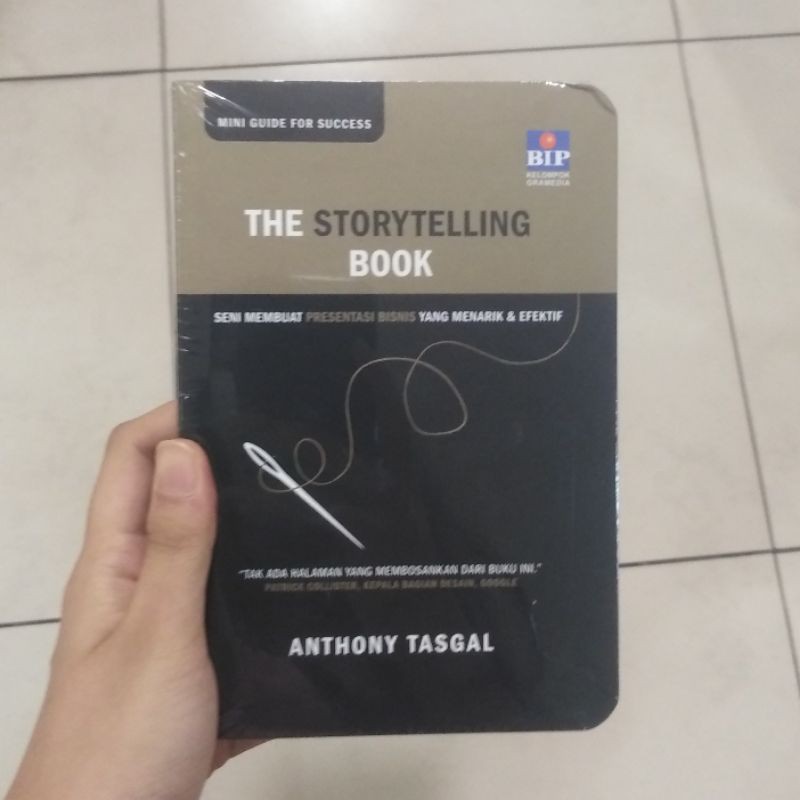 MINI GUIDE FOR SUCCESS
BIP
KELOMPOK
GRAMEDIA
THE STORYTELLING
BOOK
SENI MEMBUAT PRESENTASI BISNIS YANG MENARIK & EFEKTIF
"TAK ADA HALAMAN YANG MEMBOSANKAN DARI BUKU INI."
PATRICK COLLISTER, KEPALA BAGIAN DESAIN, GOOGLE
ANTHONY TASGAL